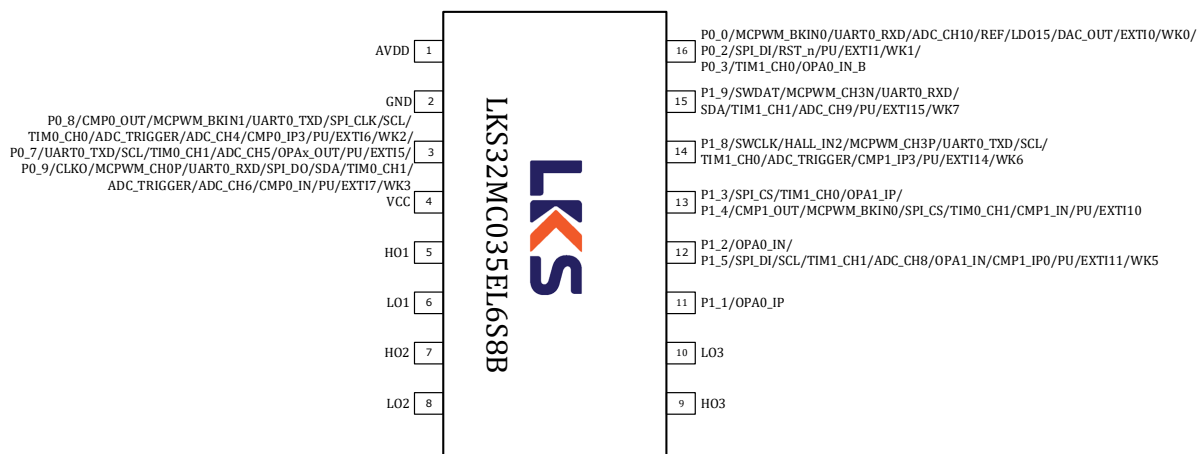 AVDD 1
GND 2
P0_8/CMP0_OUT/MCPWM_BKIN1/UART0_TXD/SPI_CLK/SCL/
TIM0_CH0/ADC_TRIGGER/ADC_CH4/CMP0_IP3/PU/EXTI6/WK2/
P0_7/UART0_TXD/SCL/TIM0_CH1/ADC_CH5/OPAx_OUT/PU/EXTI5/ 3
P0_9/CLKO/MCPWM_CH0P/UART0_RXD/SPI_DO/SDA/TIM0_CH1/
ADC_TRIGGER/ADC_CH6/CMP0_IN/PU/EXTI7/WK3
VCC 4
HO1 5
LO1 6
HO2 7
LO2 8
LKS32MC035EL6S8B
LKS
P0_0/MCPWM_BKIN0/UART0_RXD/ADC_CH10/REF/LDO15/DAC_OUT/EXTI0/WK0/
16 P0_2/SPI_DI/RST_n/PU/EXTI1/WK1/
P0_3/TIM1_CH0/OPA0_IN_B
P1_9/SWDAT/MCPWM_CH3N/UART0_RXD/
15 SDA/TIM1_CH1/ADC_CH9/PU/EXTI15/WK7
P1_8/SWCLK/HALL_IN2/MCPWM_CH3P/UART0_TXD/SCL/
14 TIM1_CH0/ADC_TRIGGER/CMP1_IP3/PU/EXTI14/WK6
P1_3/SPI_CS/TIM1_CH0/OPA1_IP/
13 P1_4/CMP1_OUT/MCPWM_BKIN0/SPI_CS/TIM0_CH1/CMP1_IN/PU/EXTI10
P1_2/OPA0_IN/
12 P1_5/SPI_DI/SCL/TIM1_CH1/ADC_CH8/OPA1_IN/CMP1_IP0/PU/EXTI11/WK5
11 P1_1/OPA0_IP
10 LO3
9 HO3